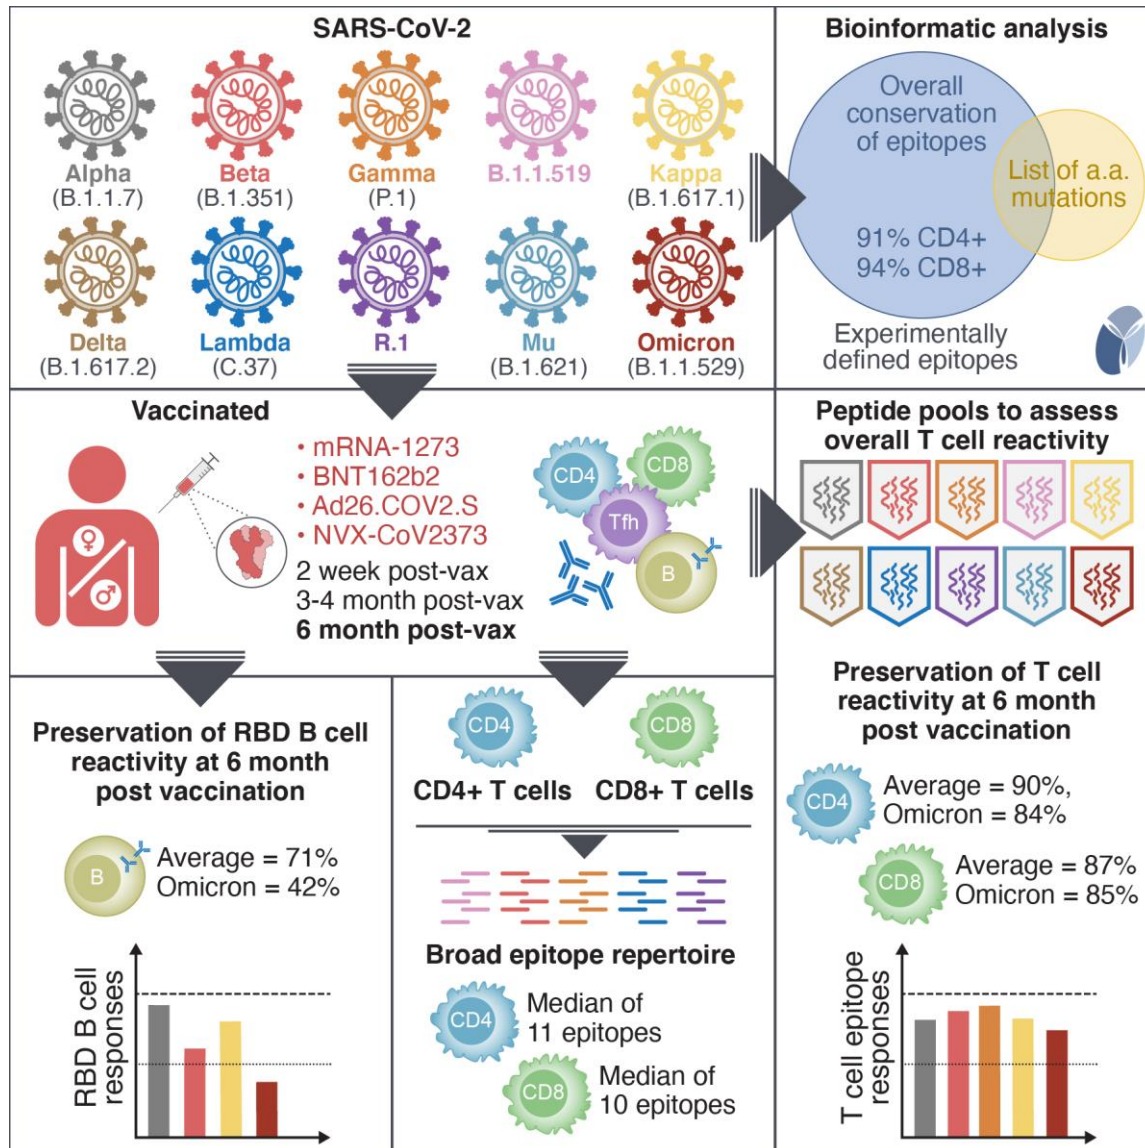 SARS-CoV-2
Alpha
(B.1.1.7)
Beta
(B.1.351)
Gamma
(P.1)
B.1.1.519
Kappa
(B.1.617.1)
Delta
(B.1.617.2)
Lambda
(C.37)
R.1
Mu
(B.1.621)
Omicron
(B.1.1.529)
Bioinformatic analysis
Overall
conservation
of epitopes
91% CD4+
94% CD8+
List of a.a.
mutations
Experimentally
defined epitopes
Vaccinated
• mRNA-1273
• BNT162b2
• Ad26.COV2.S
• NVX-CoV2373
2 week post-vax
3-4 month post-vax
6 month post-vax
CD4
CD8
Tfh
B
Peptide pools to assess
overall T cell reactivity
Preservation of T cell
reactivity at 6 month
post vaccination
CD4
Average = 90%,
Omicron = 84%
CD8
Average = 87%
Omicron = 85%
T cell epitope
responses
Preservation of RBD B cell
reactivity at 6 month
post vaccination
B
Average = 71%
Omicron = 42%
RBD B cell
responses
CD4
CD8
CD4+ T cells
CD8+ T cells
Broad epitope repertoire
CD4
Median of
11 epitopes
CD8
Median of
10 epitopes